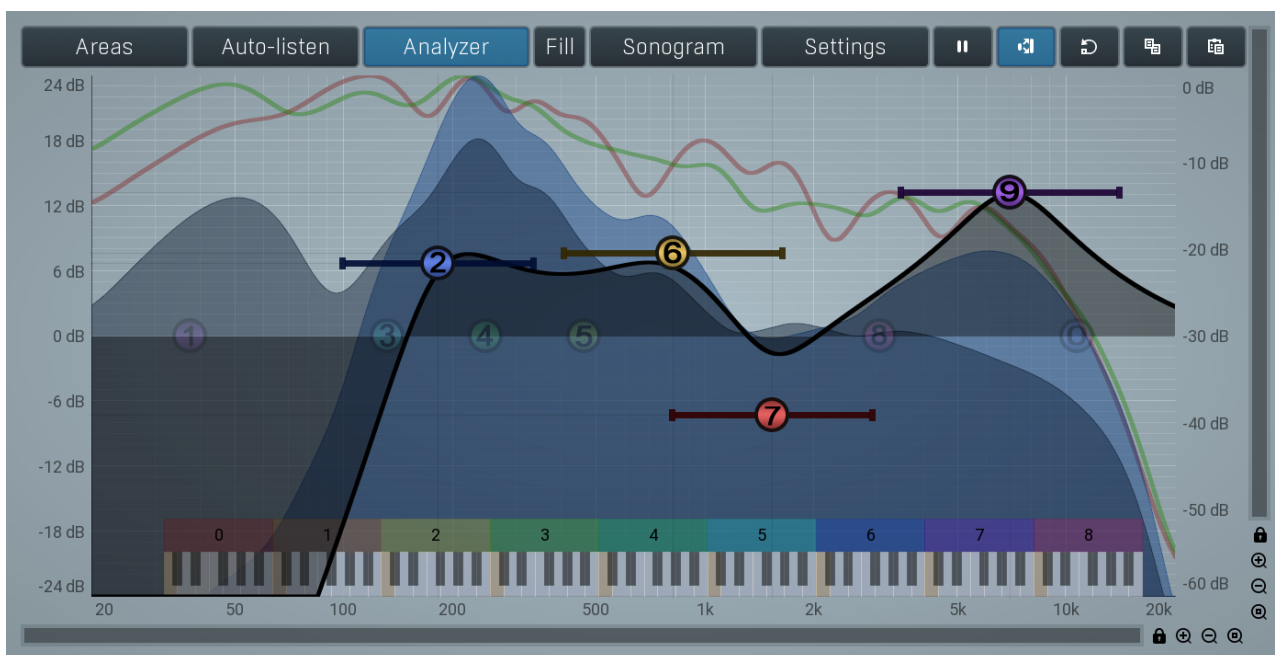 Areas Auto-listen Analyzer Fill Sonogram Settings
24 dB 0 dB
18 dB
-10 dB
12 dB 9
2 6 -20 dB
6 dB
0 dB 1 3 4 5 8 0 -30 dB
-6 dB 7
-40 dB
-12 dB
-50 dB
-18 dB 0 1 2 3 4 5 6 7 8
-24 dB -60 dB
20 50 100 200 500 1k 2k 5k 10k 20k